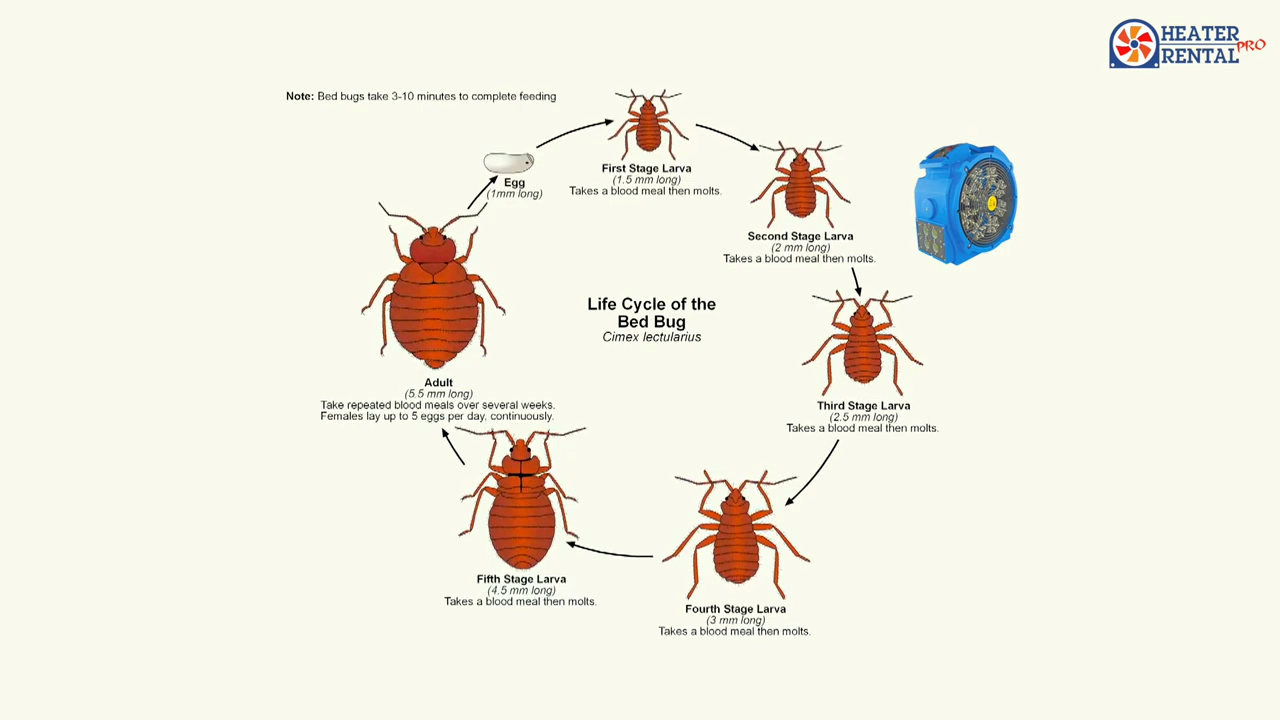 HEATER
RENTAL PRO
Note: Bed bugs take 3-10 minutes to complete feeding
Egg
(1mm long)
First Stage Larva
(1.5 mm long)
Takes a blood meal then molts.
Second Stage Larva
(2 mm long)
Takes a blood meal then molts.
Life Cycle of the
Bed Bug
Cimex lectularius
Third Stage Larva
(2.5 mm long)
Takes a blood meal then molts.
Adult
(5.5 mm long)
Take repeated blood meals over several weeks.
Females lay up to 5 eggs per day, continuously.
Fifth Stage Larva
(4.5 mm long)
Takes a blood meal then molts.
Fourth Stage Larva
(3 mm long)
Takes a blood meal then molts.